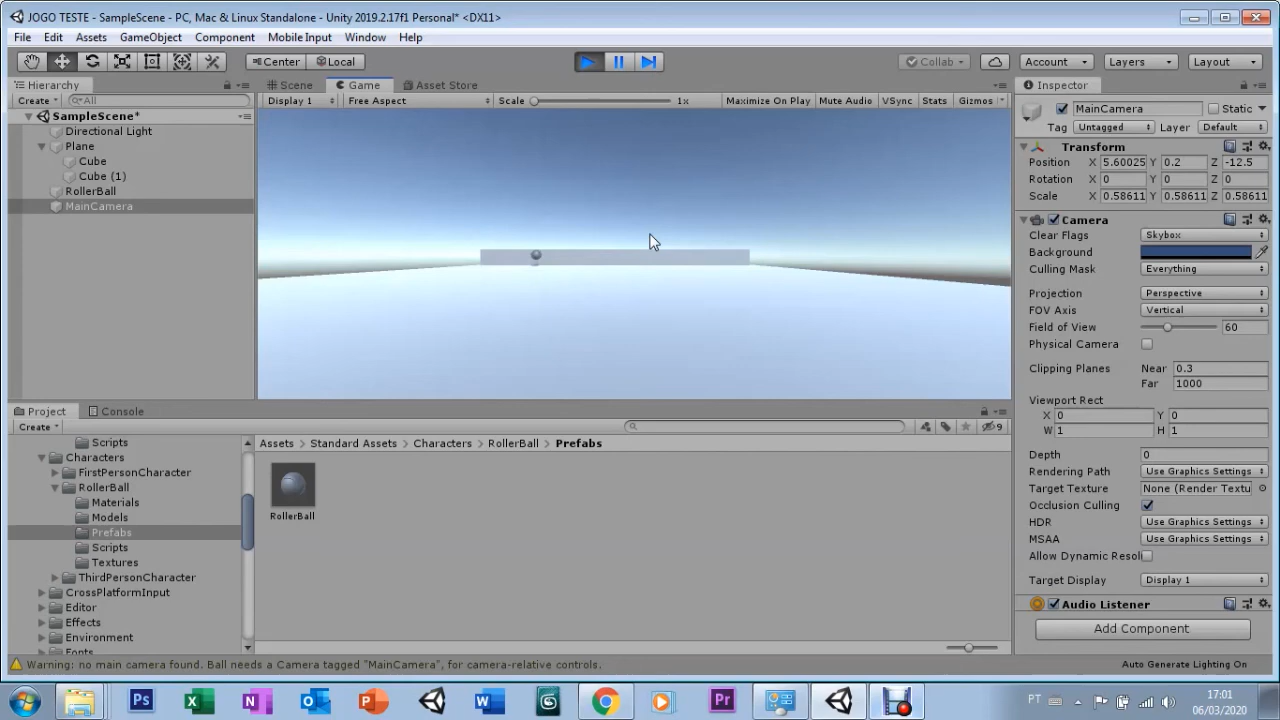 JOGO TESTE - SampleScene - PC, Mac & Linux Standalone - Unity 2019.2.17f1 Personal* <DX11>
File Edit Assets GameObject Component Mobile Input Window Help
Center Local Collab Account Layers Layout
Hierarchy Scene Game Asset Store Inspector
Create All Display 1 Free Aspect Scale 1x Maximize On Play Mute Audio VSync Stats Gizmos
MainCamera Static
Tag Untagged Layer Default
SampleScene*
Directional Light
Plane
Cube
Cube (1)
RollerBall
MainCamera
Transform
Position X 5.60025 Y 0.2 Z -12.5
Rotation X 0 Y 0 Z 0
Scale X 0.58611 Y 0.58611 Z 0.58611
Camera
Clear Flags Skybox
Background
Culling Mask Everything
Projection Perspective
FOV Axis Vertical
Field of View 60
Physical Camera
Clipping Planes Near 0.3
Far 1000
Viewport Rect
X 0 Y 0
W 1 H 1
Depth 0
Rendering Path Use Graphics Settings
Target Texture None (Render Textu
Occlusion Culling
HDR Use Graphics Settings
MSAA Use Graphics Settings
Allow Dynamic Resol
Target Display Display 1
Audio Listener
Add Component
Project Console
Create 9
Scripts
Characters
FirstPersonCharacter
RollerBall
Materials
Models
Prefabs
Scripts
Textures
ThirdPersonCharacter
CrossPlatformInput
Editor
Effects
Environment
Fonts
Assets Standard Assets Characters RollerBall Prefabs
RollerBall
Warning: no main camera found. Ball needs a Camera tagged "MainCamera", for camera-relative controls.
Auto Generate Lighting On
Ps Pr
PT
17:01
06/03/2020